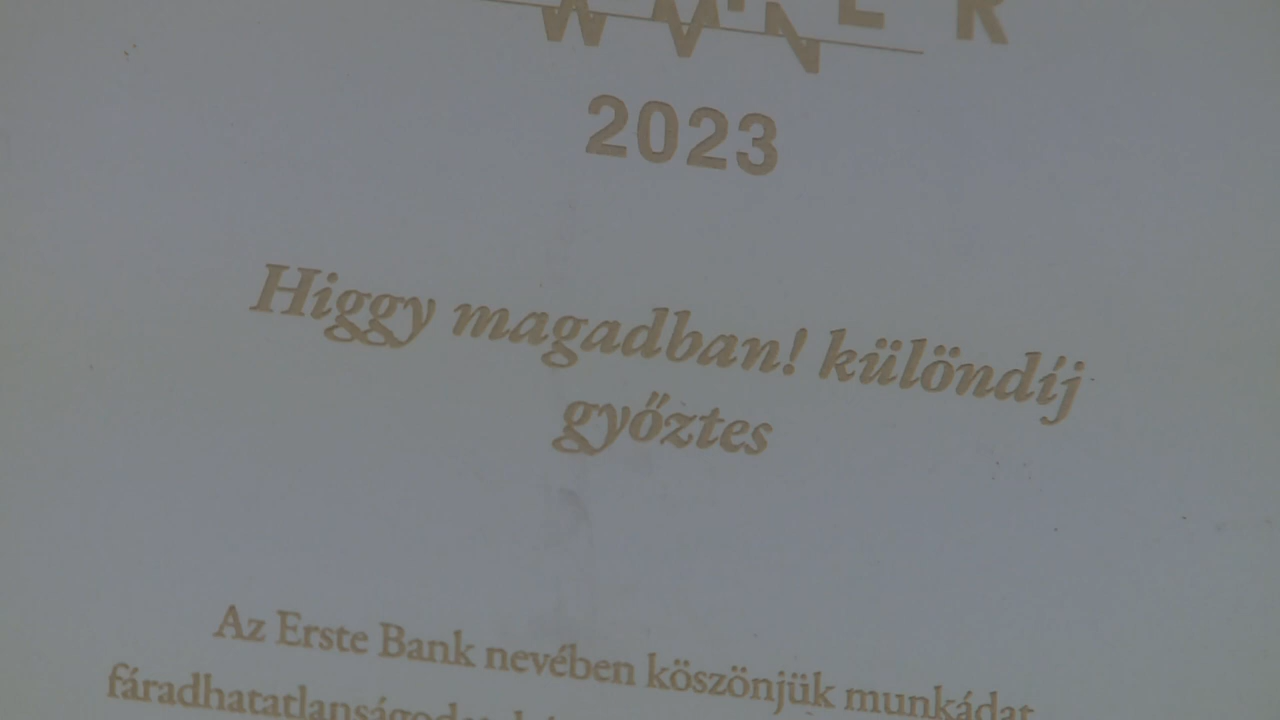 2023
Higgy magadban! különdíj
győztes
Az Erste Bank nevében köszönjük munkádat